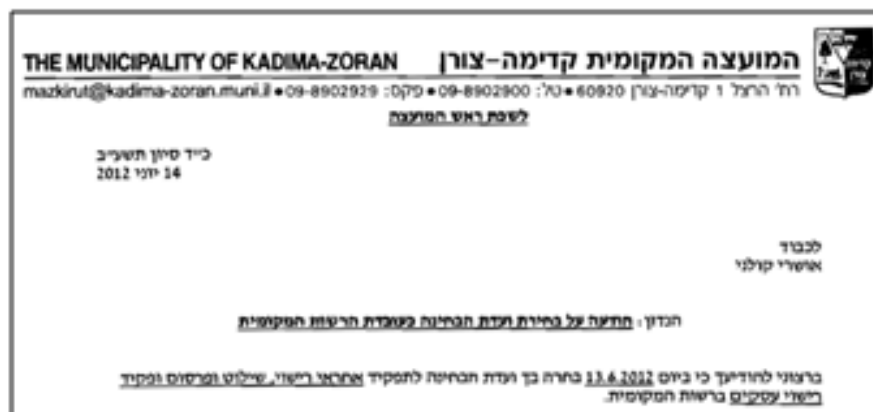 THE MUNICIPALITY OF KADIMA-ZORAN המועצה המקומית קדימה-צורן
רח' הרצל 1 קדימה-צורן 60920 • טל: 09-8902900 • פקס: 09-8902929 • mazkirut@kadima-zoran.muni.il
לשכת ראש המועצה
כ״ד סיון תשע״ב
14 יוני 2012
לכבוד
אושרי קולני
הנדון: הודעה על בחירת ועדת הבחינה כעובדת הרשות המקומית
ברצוני להודיעך כי ביום 13.6.2012 בחרה בך ועדת הבחינה לתפקיד אחראי רישוי, שילוט ופרסום ופקיד
רישוי עסקים ברשות המקומית.